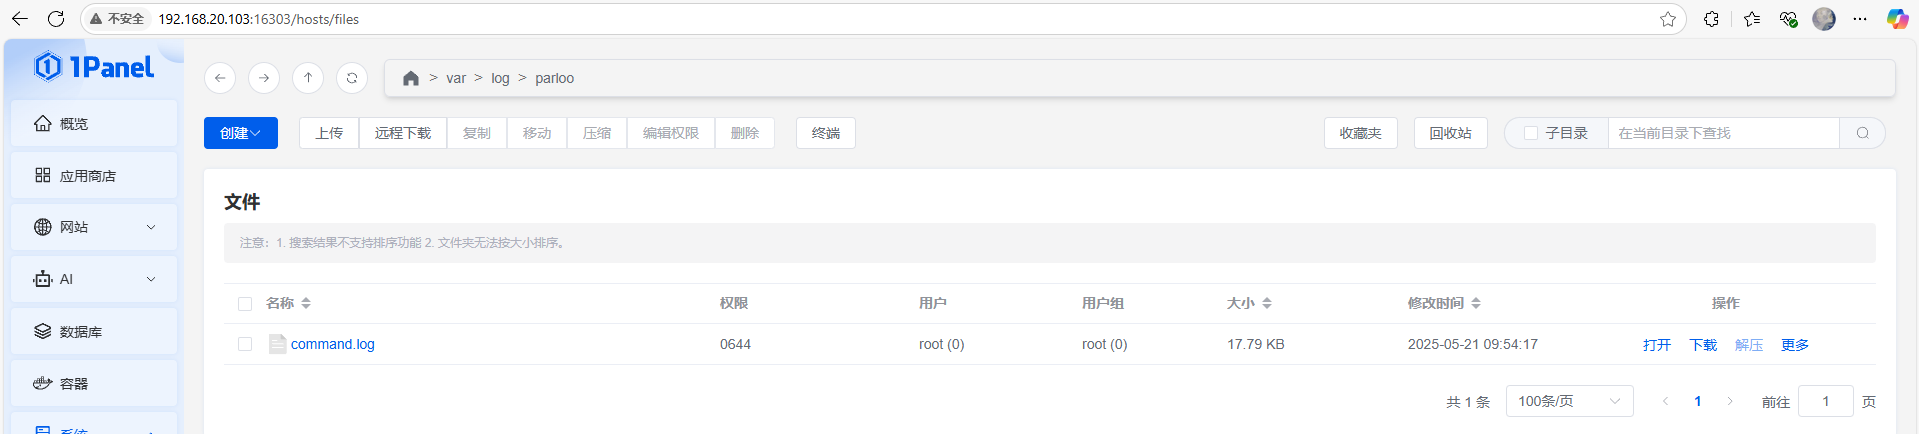 不安全 192.168.20.103:16303/hosts/files
1Panel
> var > log > parloo
概览
应用商店
网站
AI
数据库
容器
创建 上传 远程下载 复制 移动 压缩 编辑权限 删除 终端 收藏夹 回收站 子目录 在当前目录下查找
文件
注意：1. 搜索结果不支持排序功能 2. 文件夹无法按大小排序。
名称 权限 用户 用户组 大小 修改时间 操作
command.log 0644 root (0) root (0) 17.79 KB 2025-05-21 09:54:17 打开 下载 解压 更多
共 1 条 100条/页 1 前往 1 页